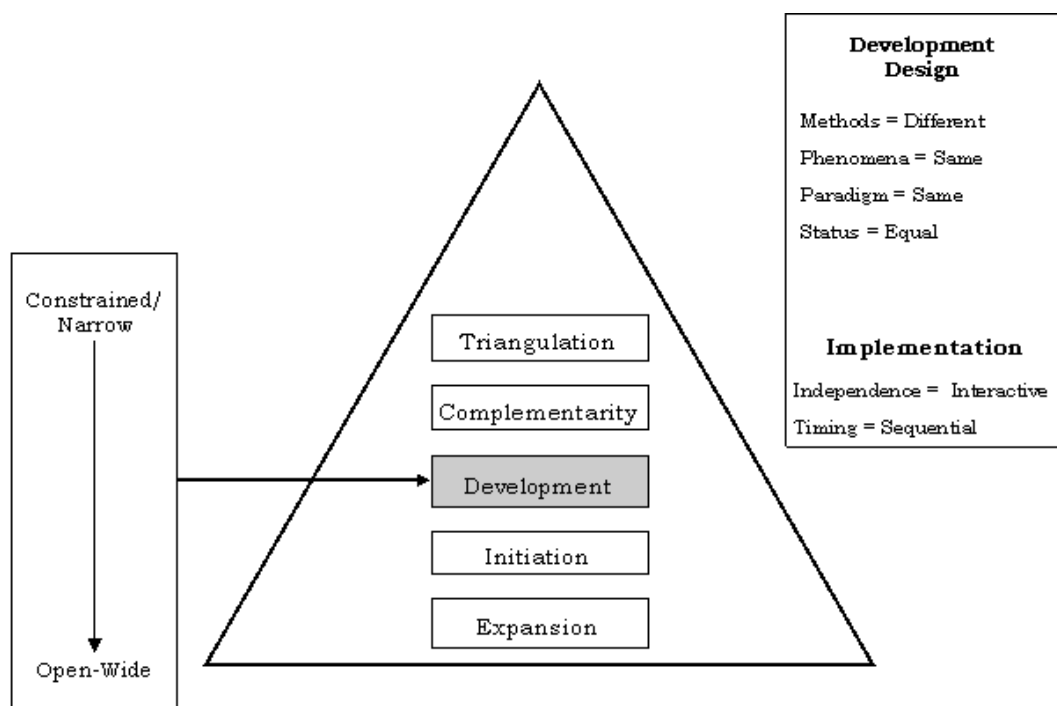 Development
Design
Methods = Different
Phenomena = Same
Paradigm = Same
Status = Equal
Implementation
Independence = Interactive
Timing = Sequential
Constrained/
Narrow
Open-Wide
Triangulation
Complementarity
Development
Initiation
Expansion